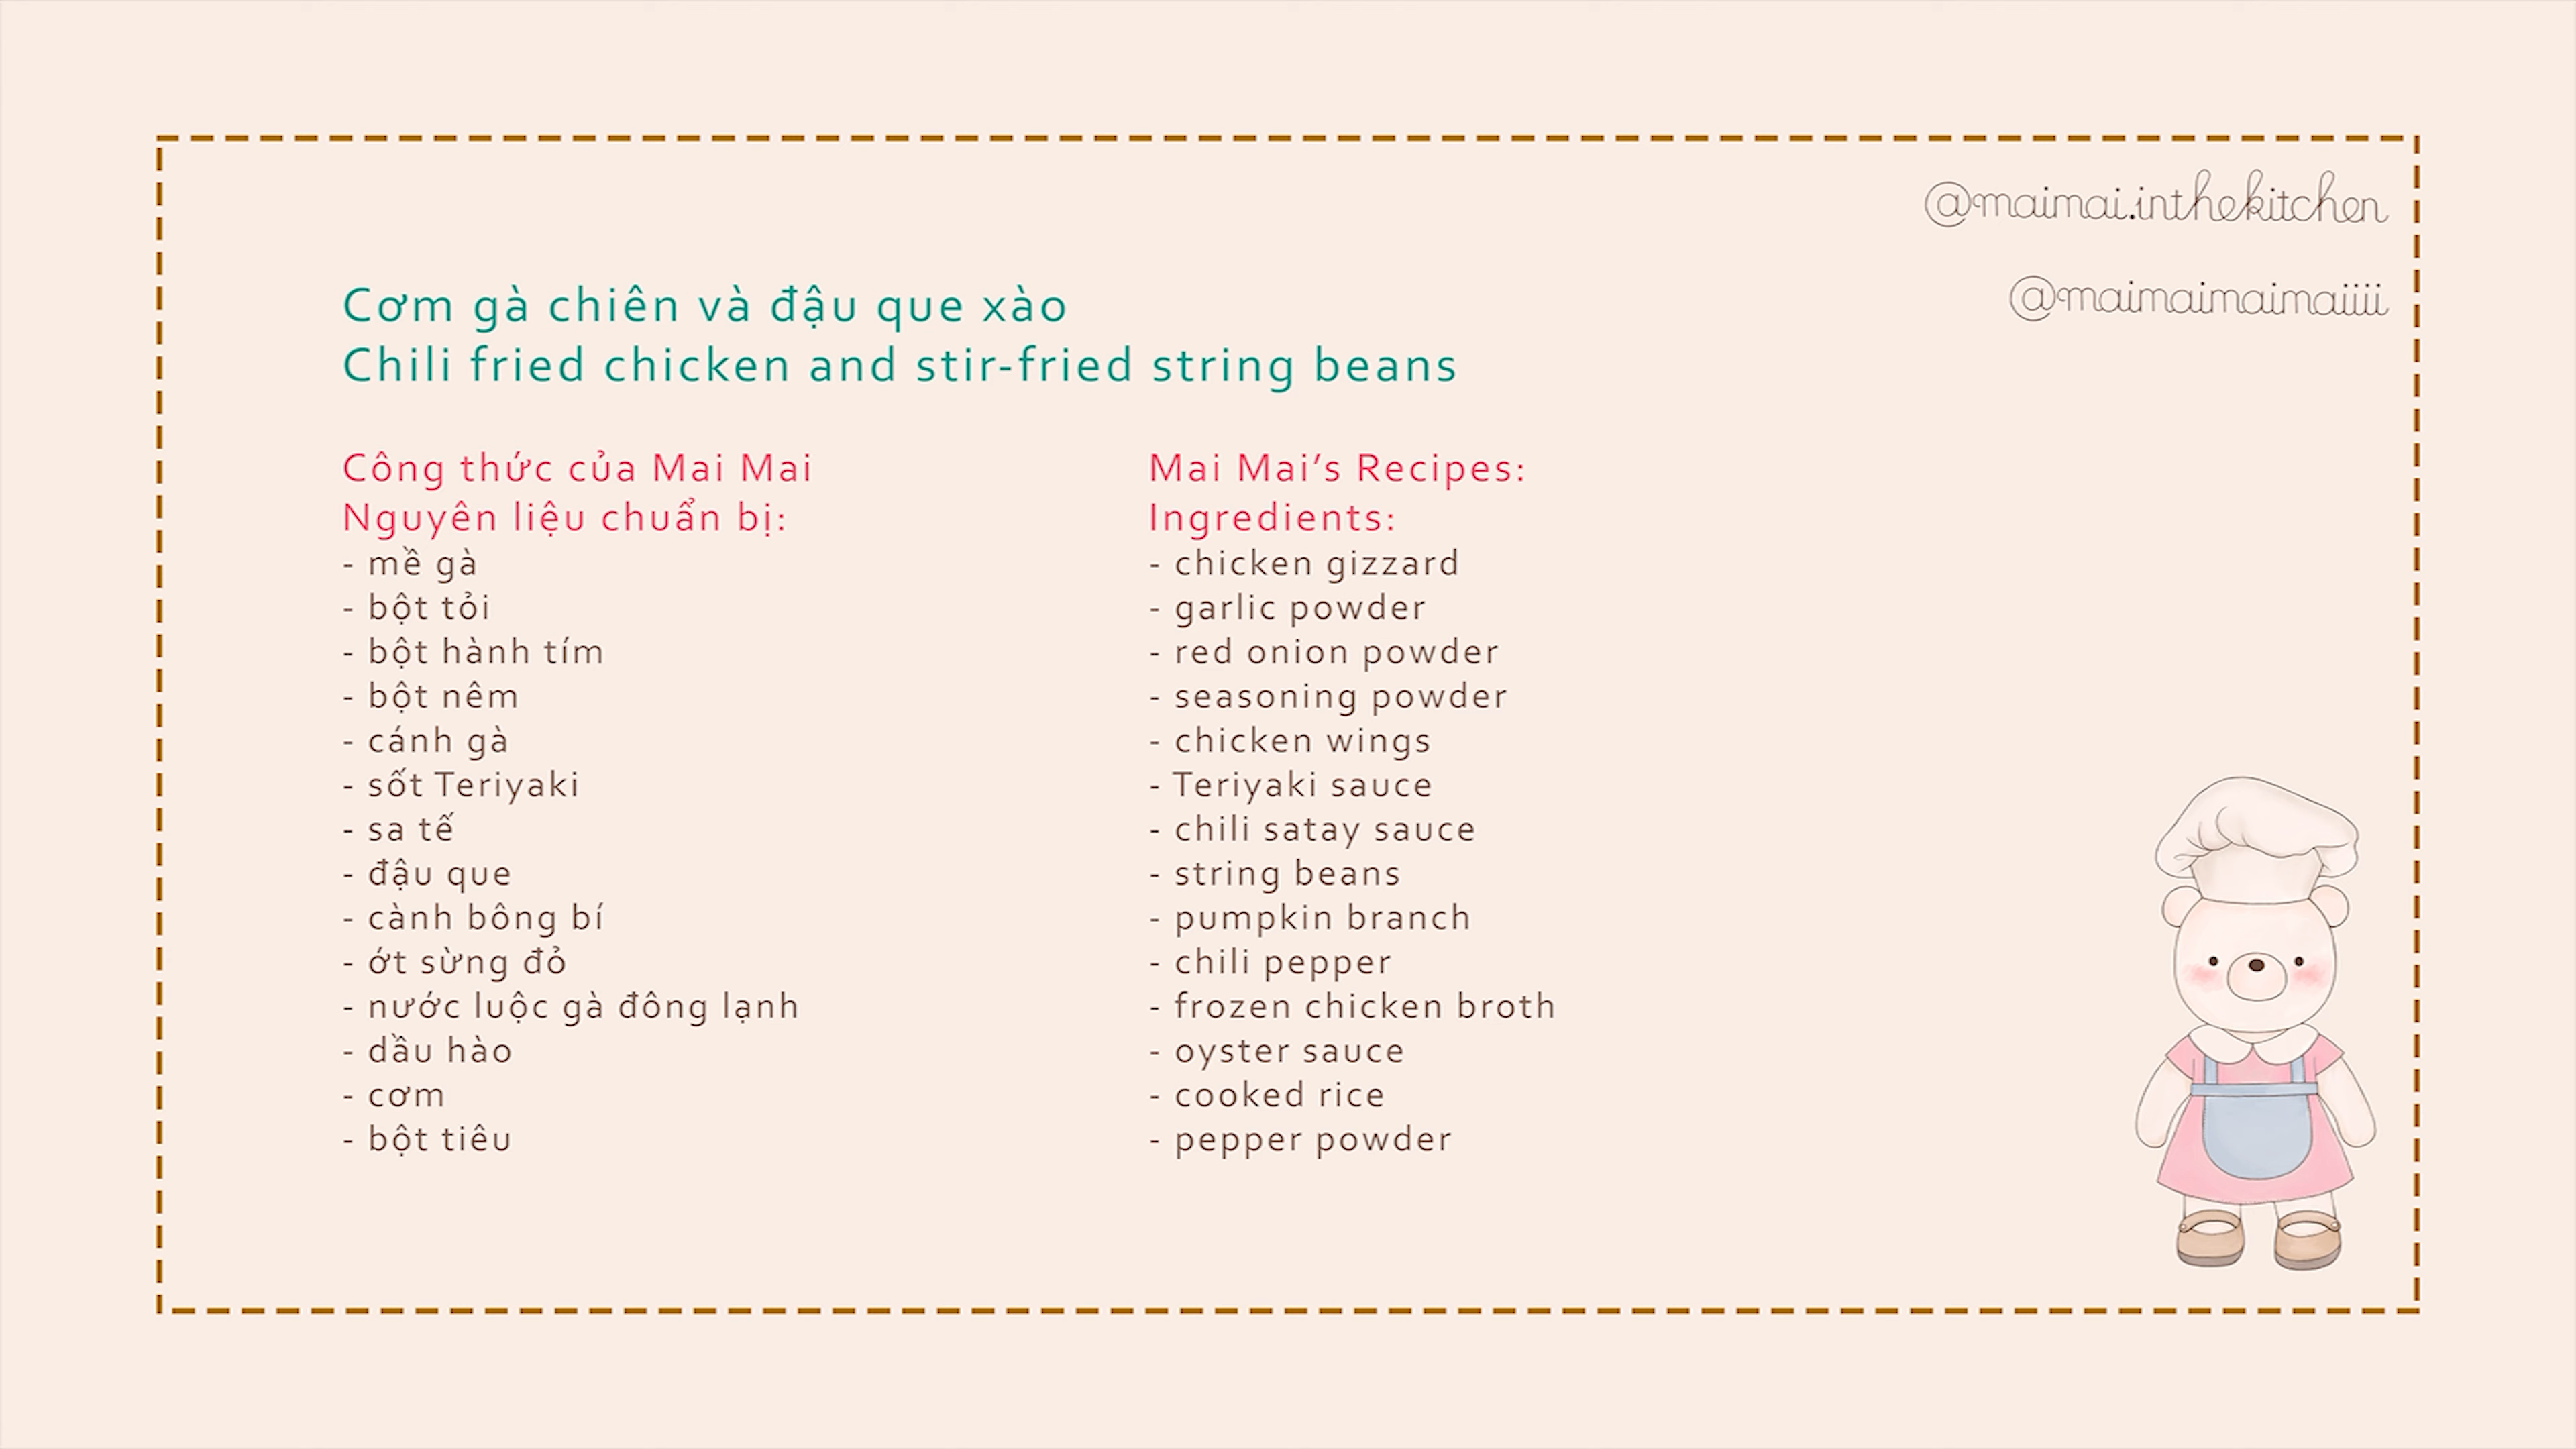 @maimai.inthekitchen
@maimaimaimaiiii
Cơm gà chiên và đậu que xào
Chili fried chicken and stir-fried string beans
Công thức của Mai Mai
Nguyên liệu chuẩn bị:
- mề gà
- bột tỏi
- bột hành tím
- bột nêm
- cánh gà
- sốt Teriyaki
- sa tế
- đậu que
- cành bông bí
- ớt sừng đỏ
- nước luộc gà đông lạnh
- dầu hào
- cơm
- bột tiêu
Mai Mai’s Recipes:
Ingredients:
- chicken gizzard
- garlic powder
- red onion powder
- seasoning powder
- chicken wings
- Teriyaki sauce
- chili satay sauce
- string beans
- pumpkin branch
- chili pepper
- frozen chicken broth
- oyster sauce
- cooked rice
- pepper powder